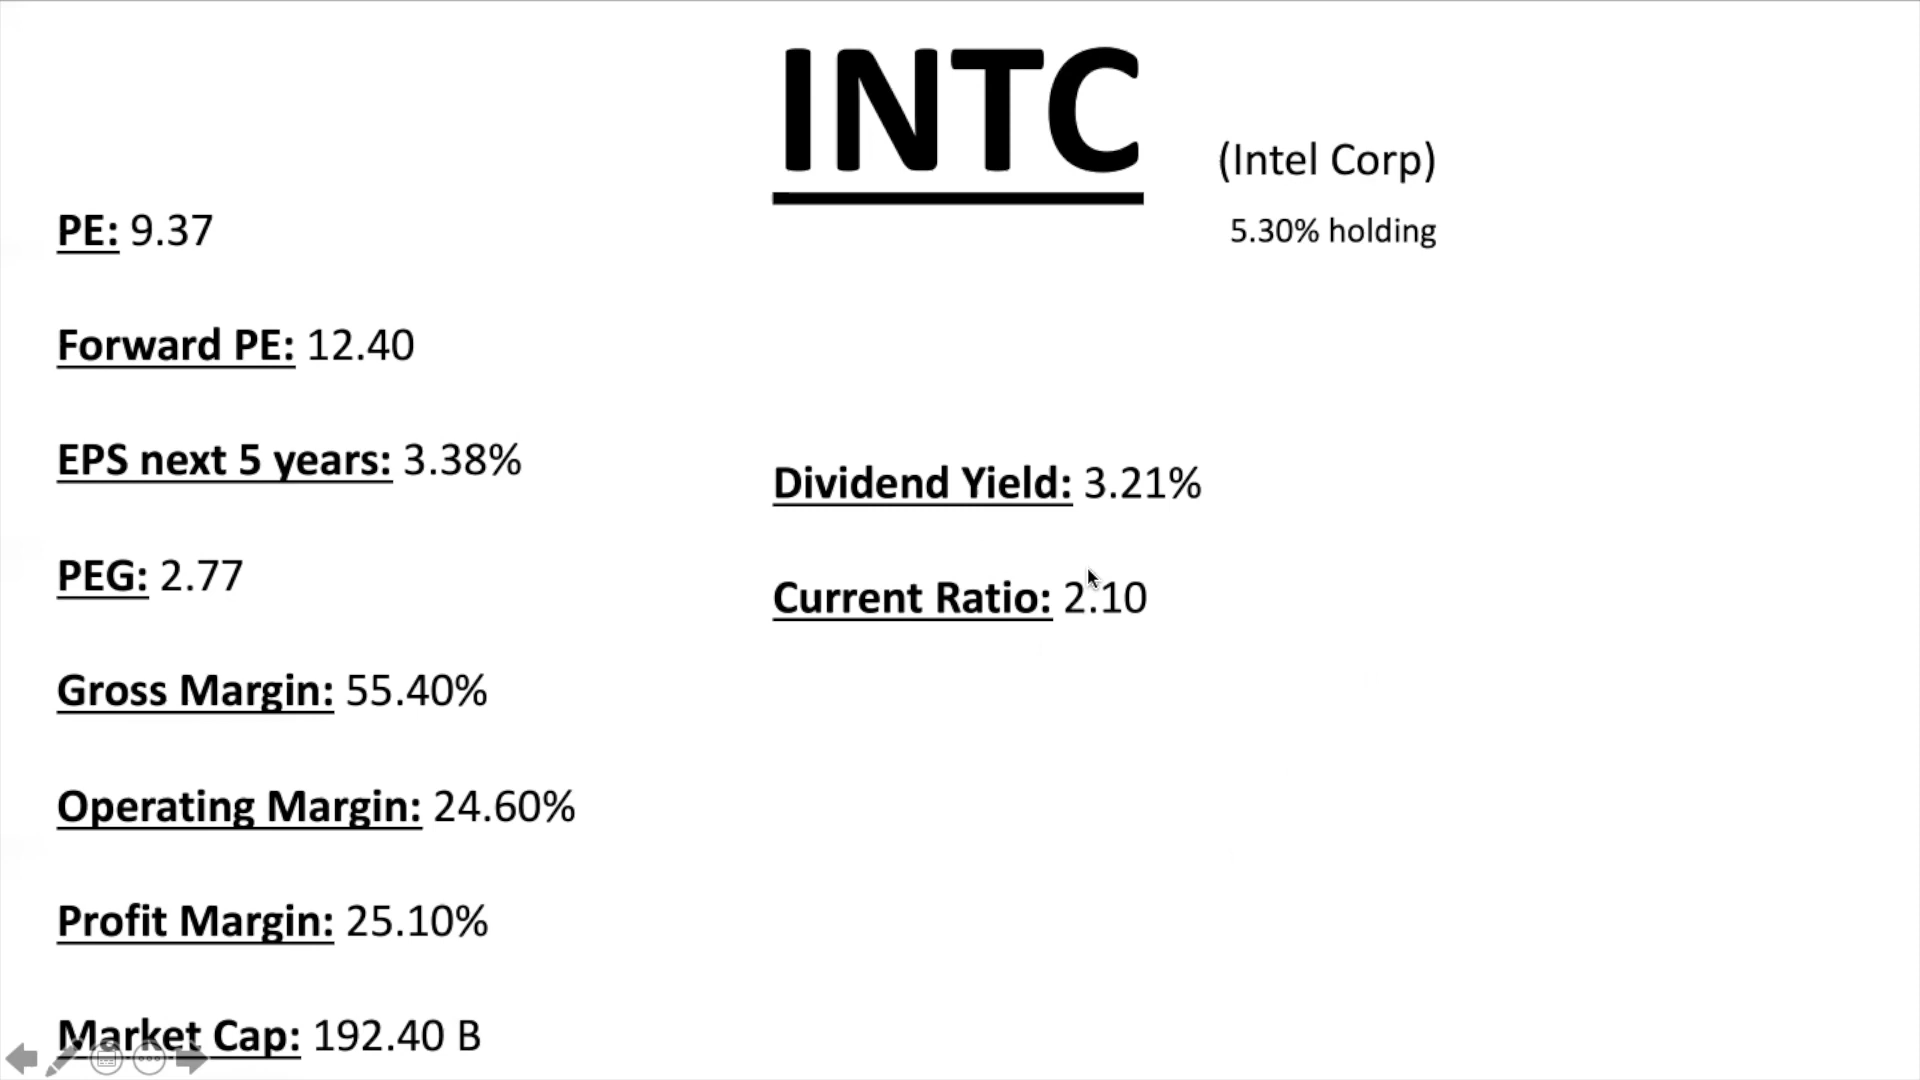 INTC
(Intel Corp)
5.30% holding
PE: 9.37
Forward PE: 12.40
EPS next 5 years: 3.38%
PEG: 2.77
Gross Margin: 55.40%
Operating Margin: 24.60%
Profit Margin: 25.10%
Market Cap: 192.40 B
Dividend Yield: 3.21%
Current Ratio: 2.10